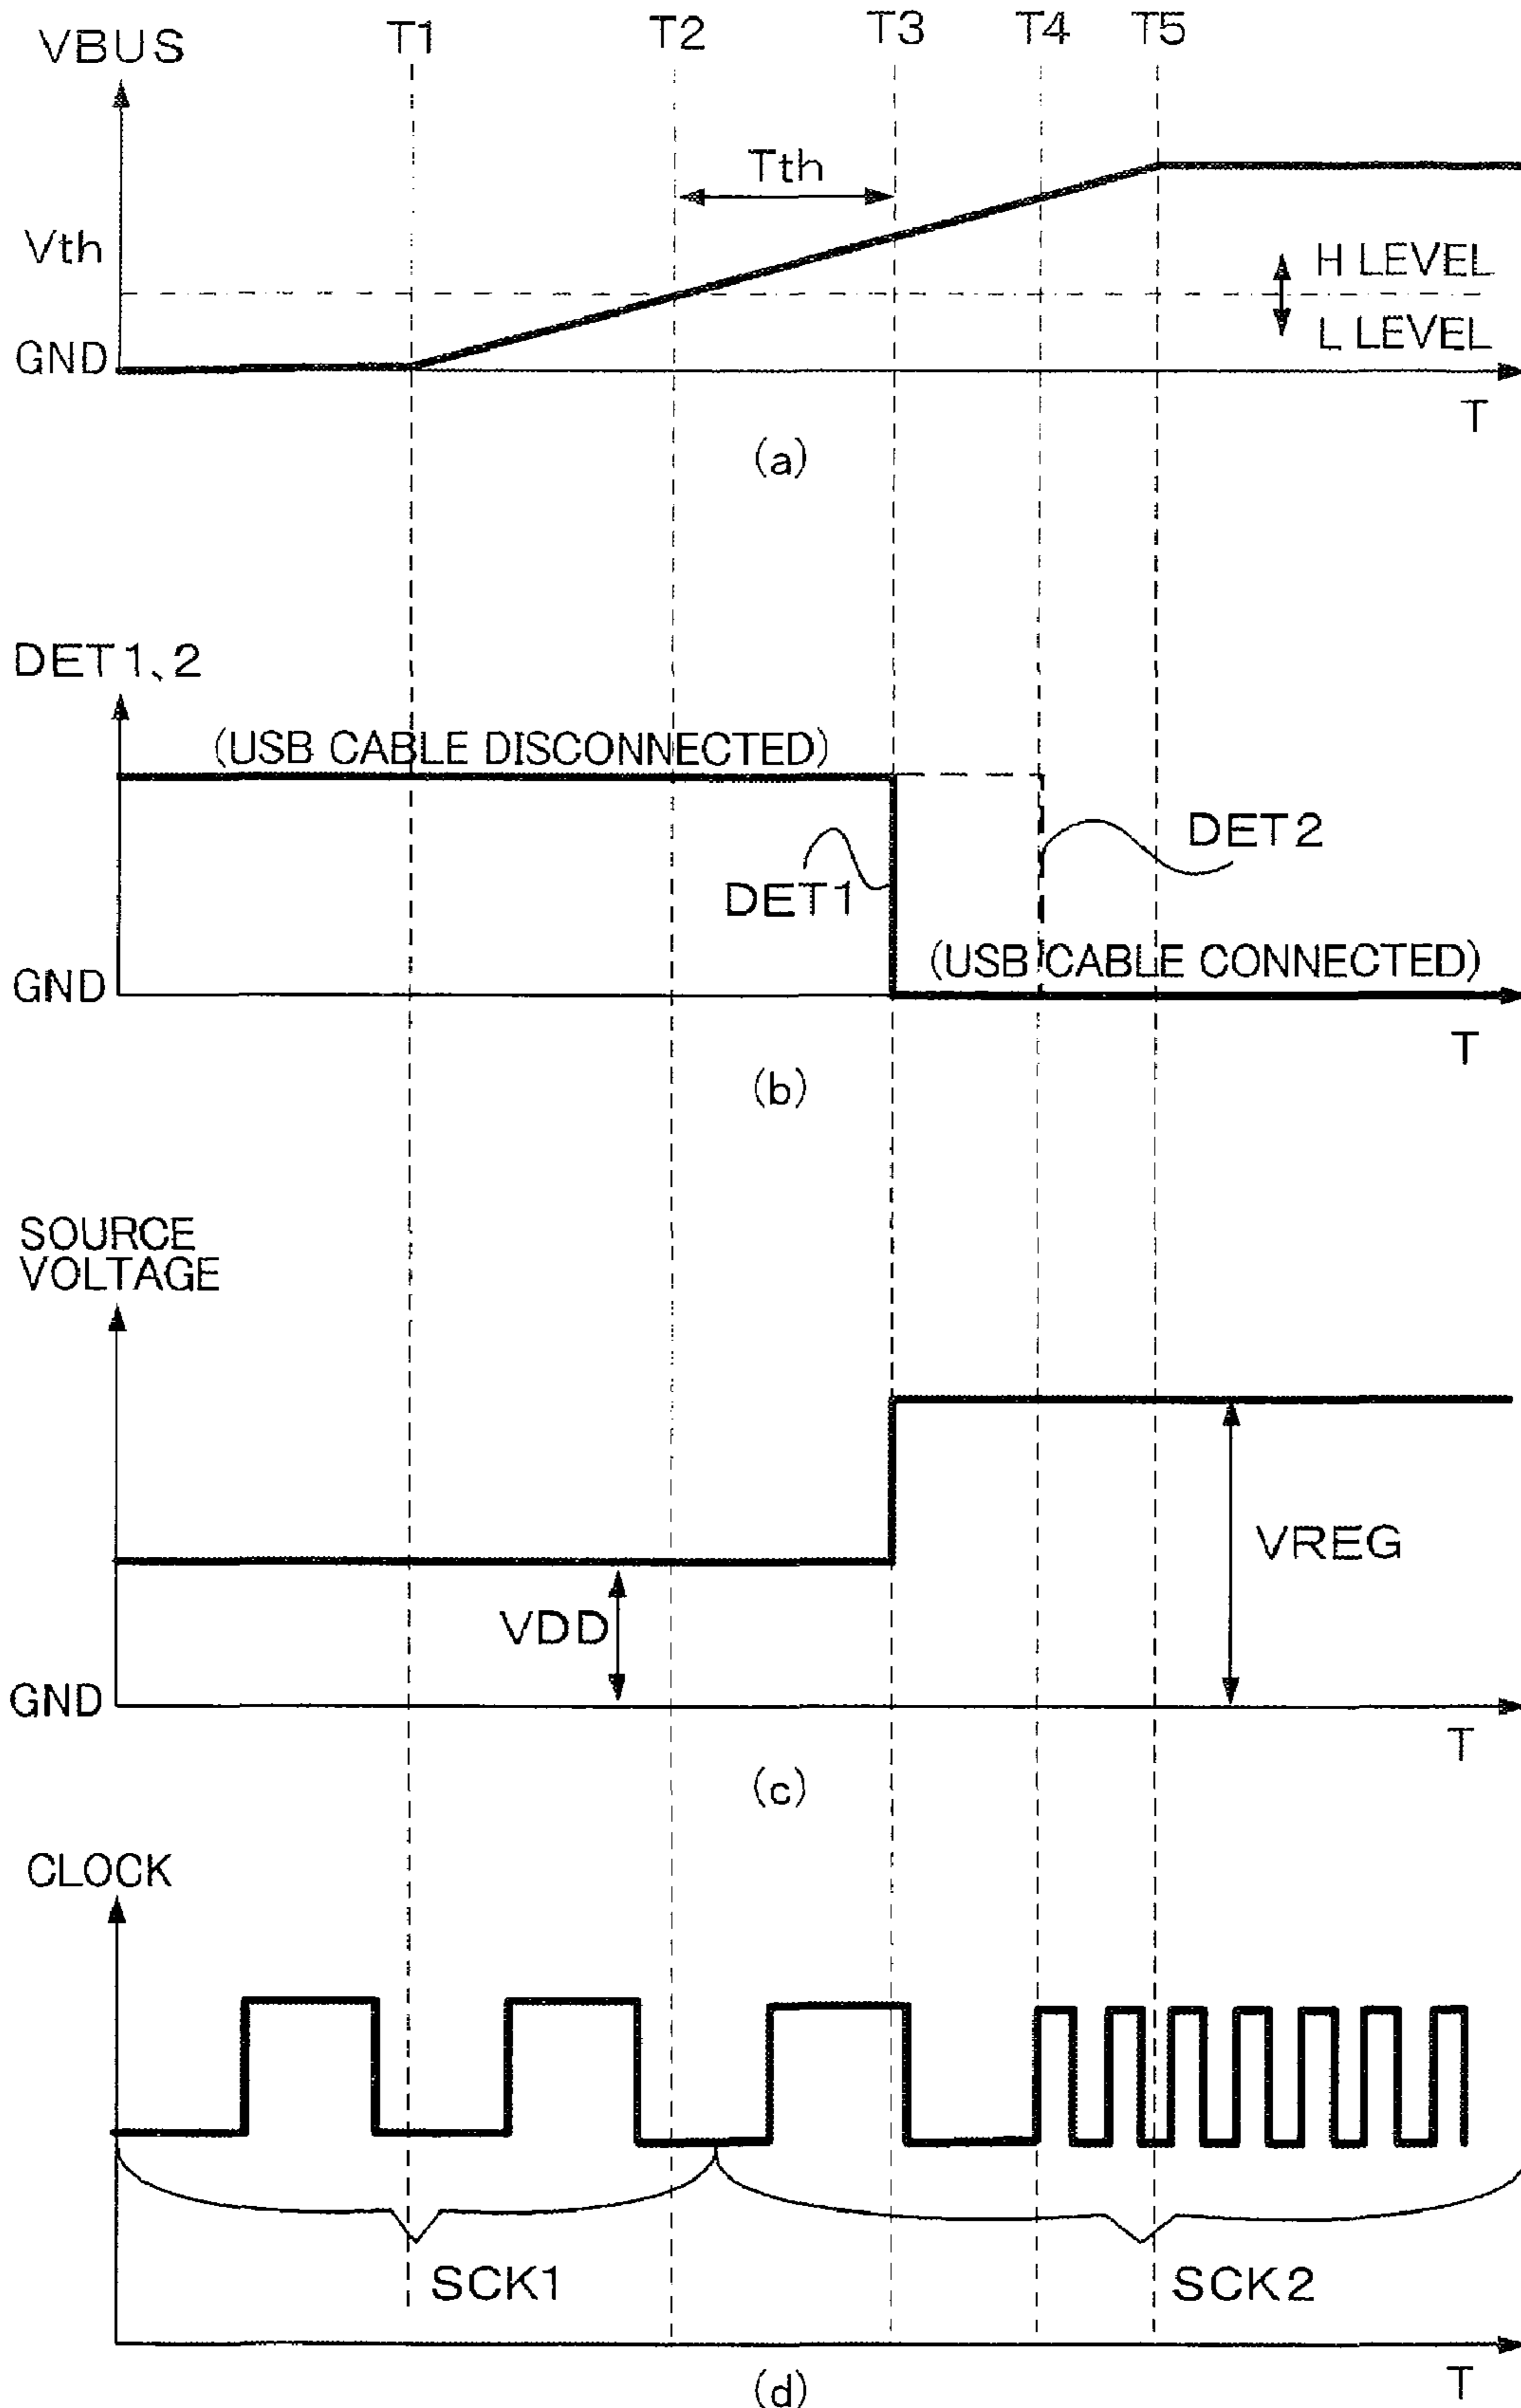 VBUS
T1
T2
T3
T4
T5
Tth
Vth
H LEVEL
L LEVEL
GND
T
(a)
DET1、2
(USB CABLE DISCONNECTED)
DET2
DET1
(USB CABLE CONNECTED)
GND
T
(b)
SOURCE
VOLTAGE
VREG
VDD
GND
T
(c)
CLOCK
SCK1
SCK2
T
(d)